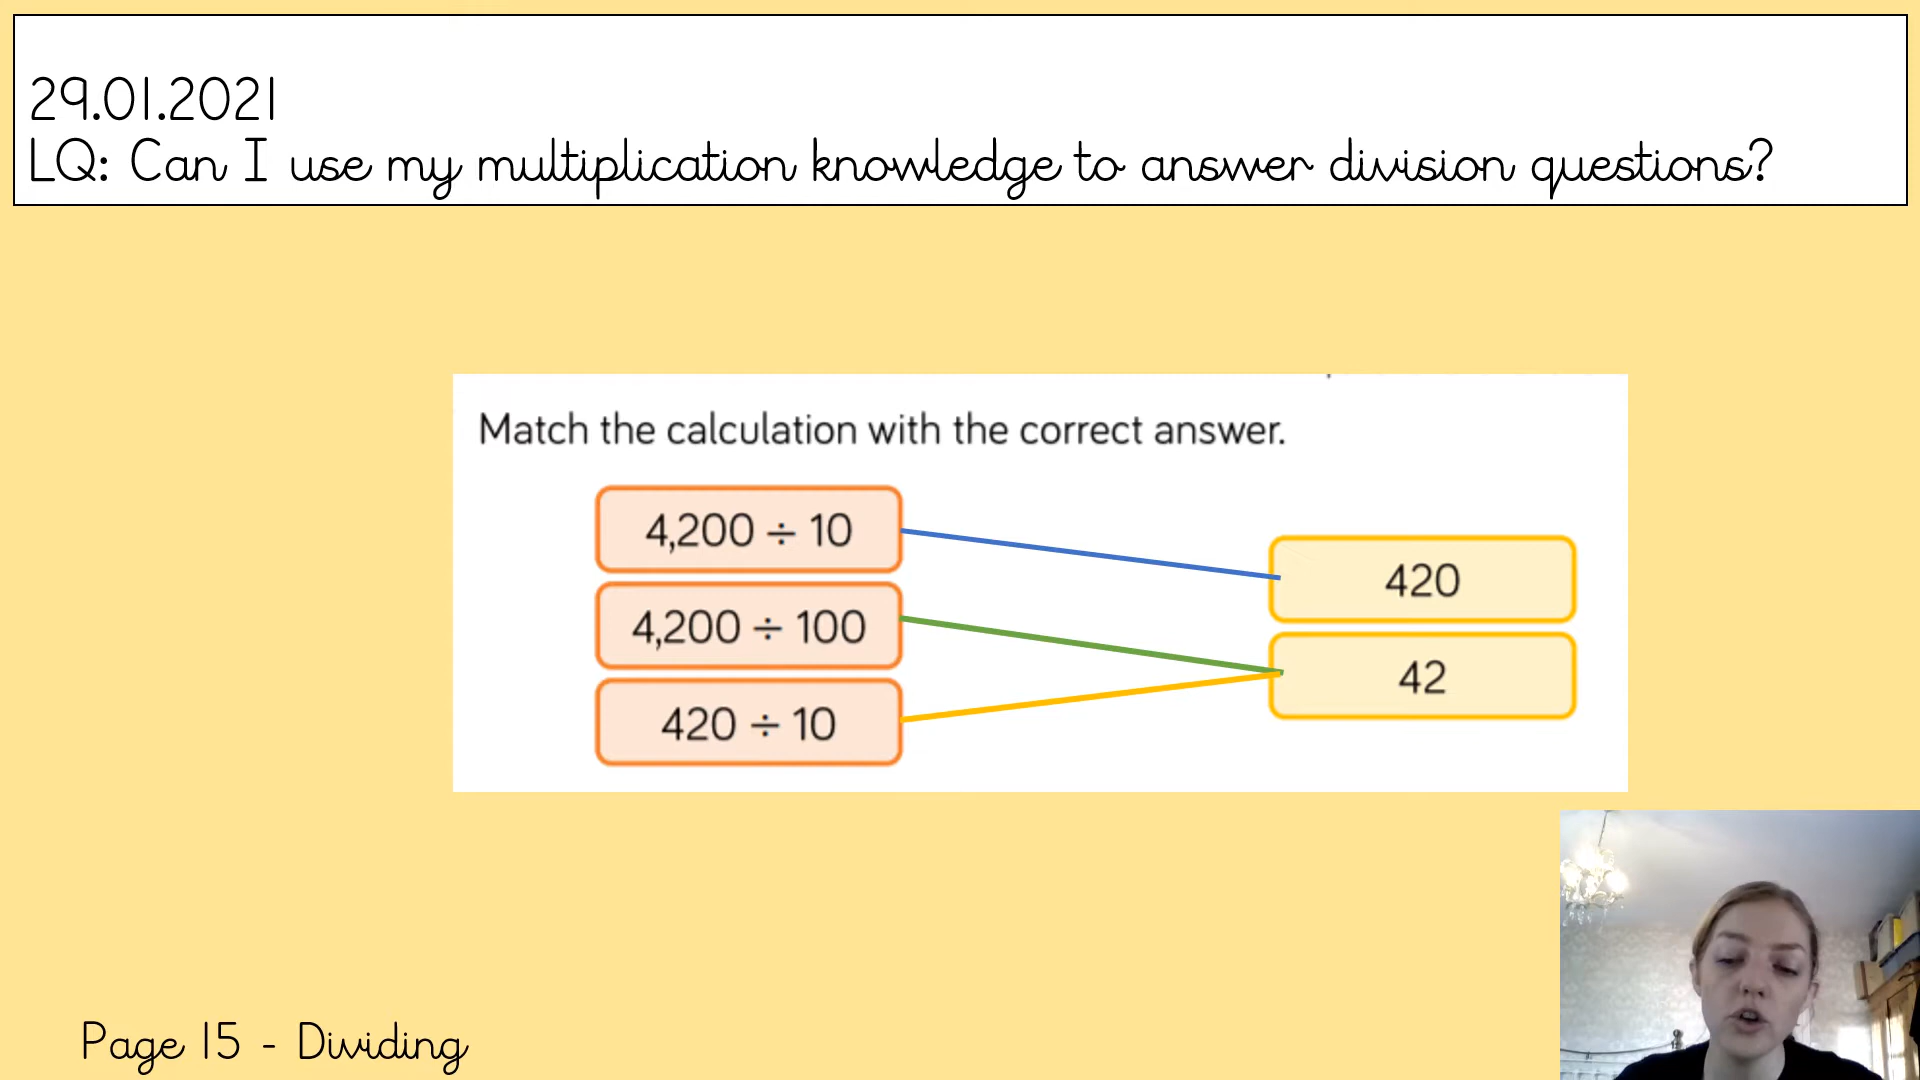 29.01.2021
LQ: Can I use my multiplication knowledge to answer division questions?
Match the calculation with the correct answer.
4,200 ÷ 10
420
4,200 ÷ 100
42
420 ÷ 10
Page 15 - Dividing